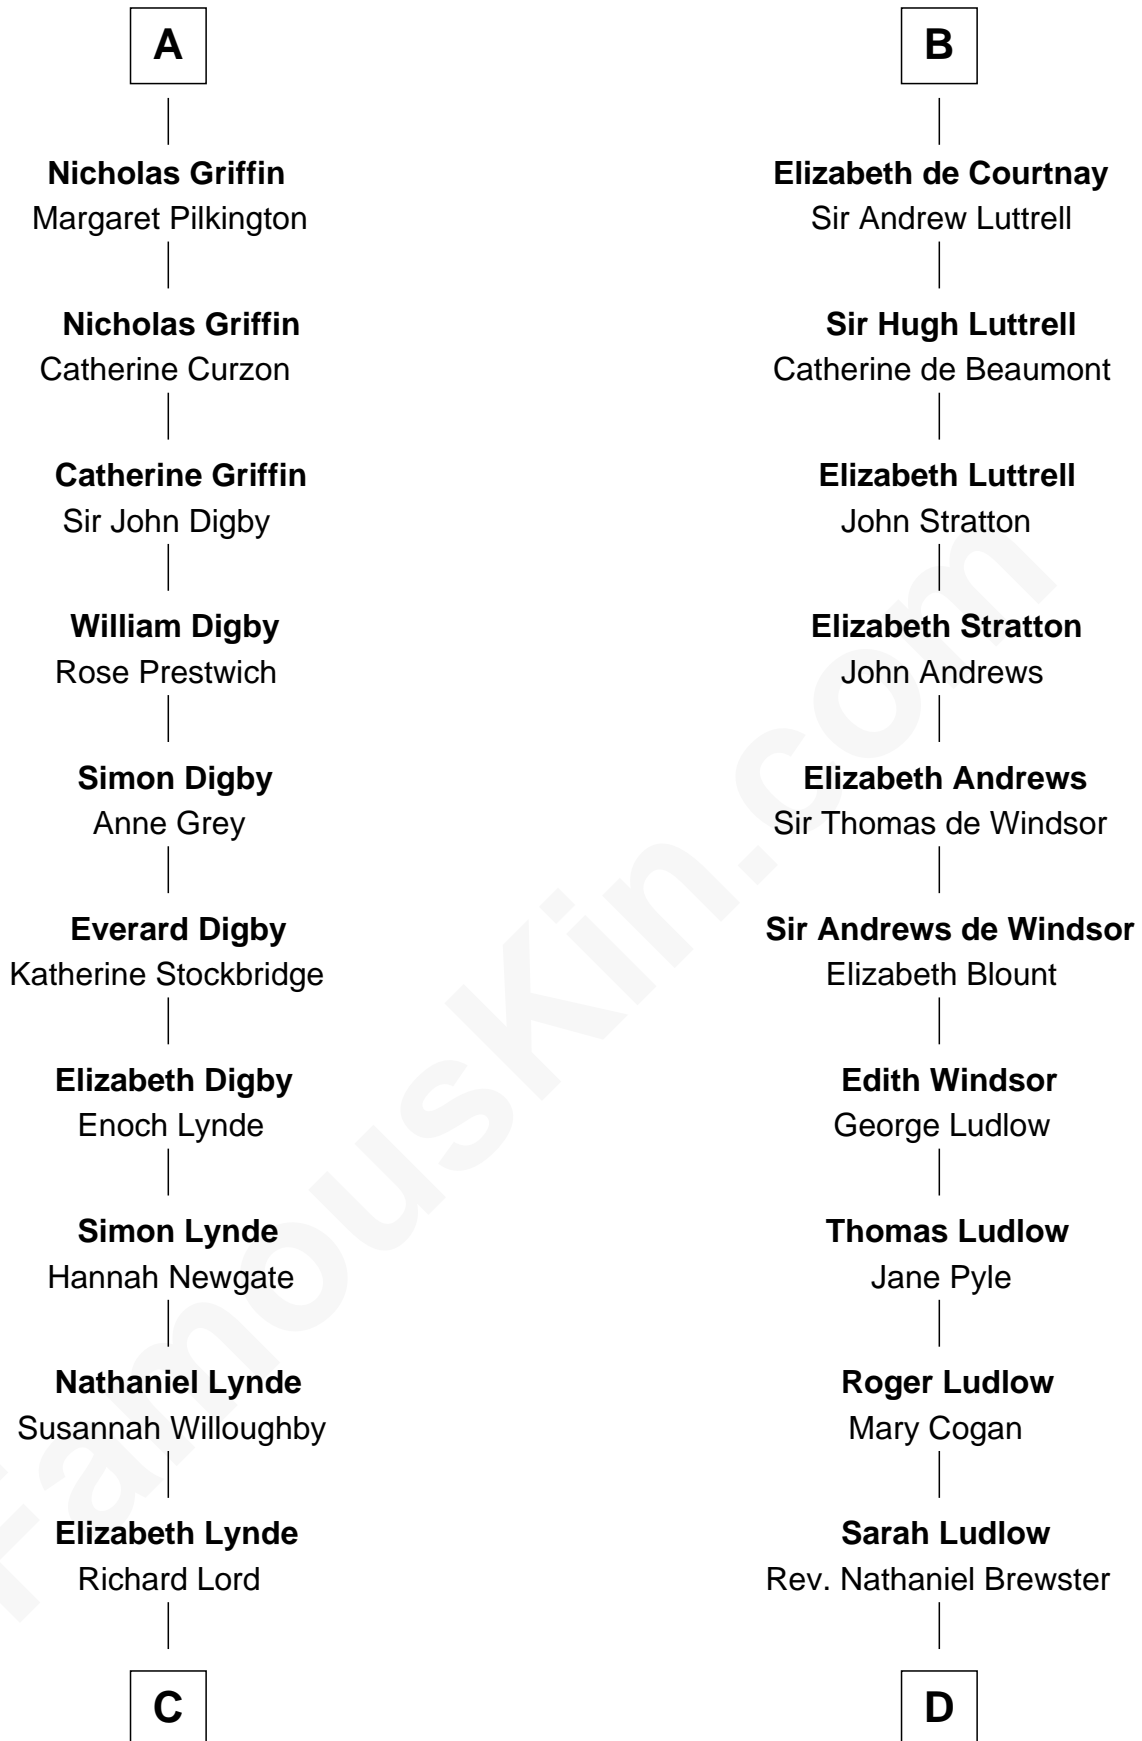 A
Nicholas Griffin
Margaret Pilkington
Nicholas Griffin
Catherine Curzon
Catherine Griffin
Sir John Digby
William Digby
Rose Prestwich
Simon Digby
Anne Grey
Everard Digby
Katherine Stockbridge
Elizabeth Digby
Enoch Lynde
Simon Lynde
Hannah Newgate
Nathaniel Lynde
Susannah Willoughby
Elizabeth Lynde
Richard Lord
C
B
Elizabeth de Courtnay
Sir Andrew Luttrell
Sir Hugh Luttrell
Catherine de Beaumont
Elizabeth Luttrell
John Stratton
Elizabeth Stratton
John Andrews
Elizabeth Andrews
Sir Thomas de Windsor
Sir Andrews de Windsor
Elizabeth Blount
Edith Windsor
George Ludlow
Thomas Ludlow
Jane Pyle
Roger Ludlow
Mary Cogan
Sarah Ludlow
Rev. Nathaniel Brewster
D
FamousKin.com